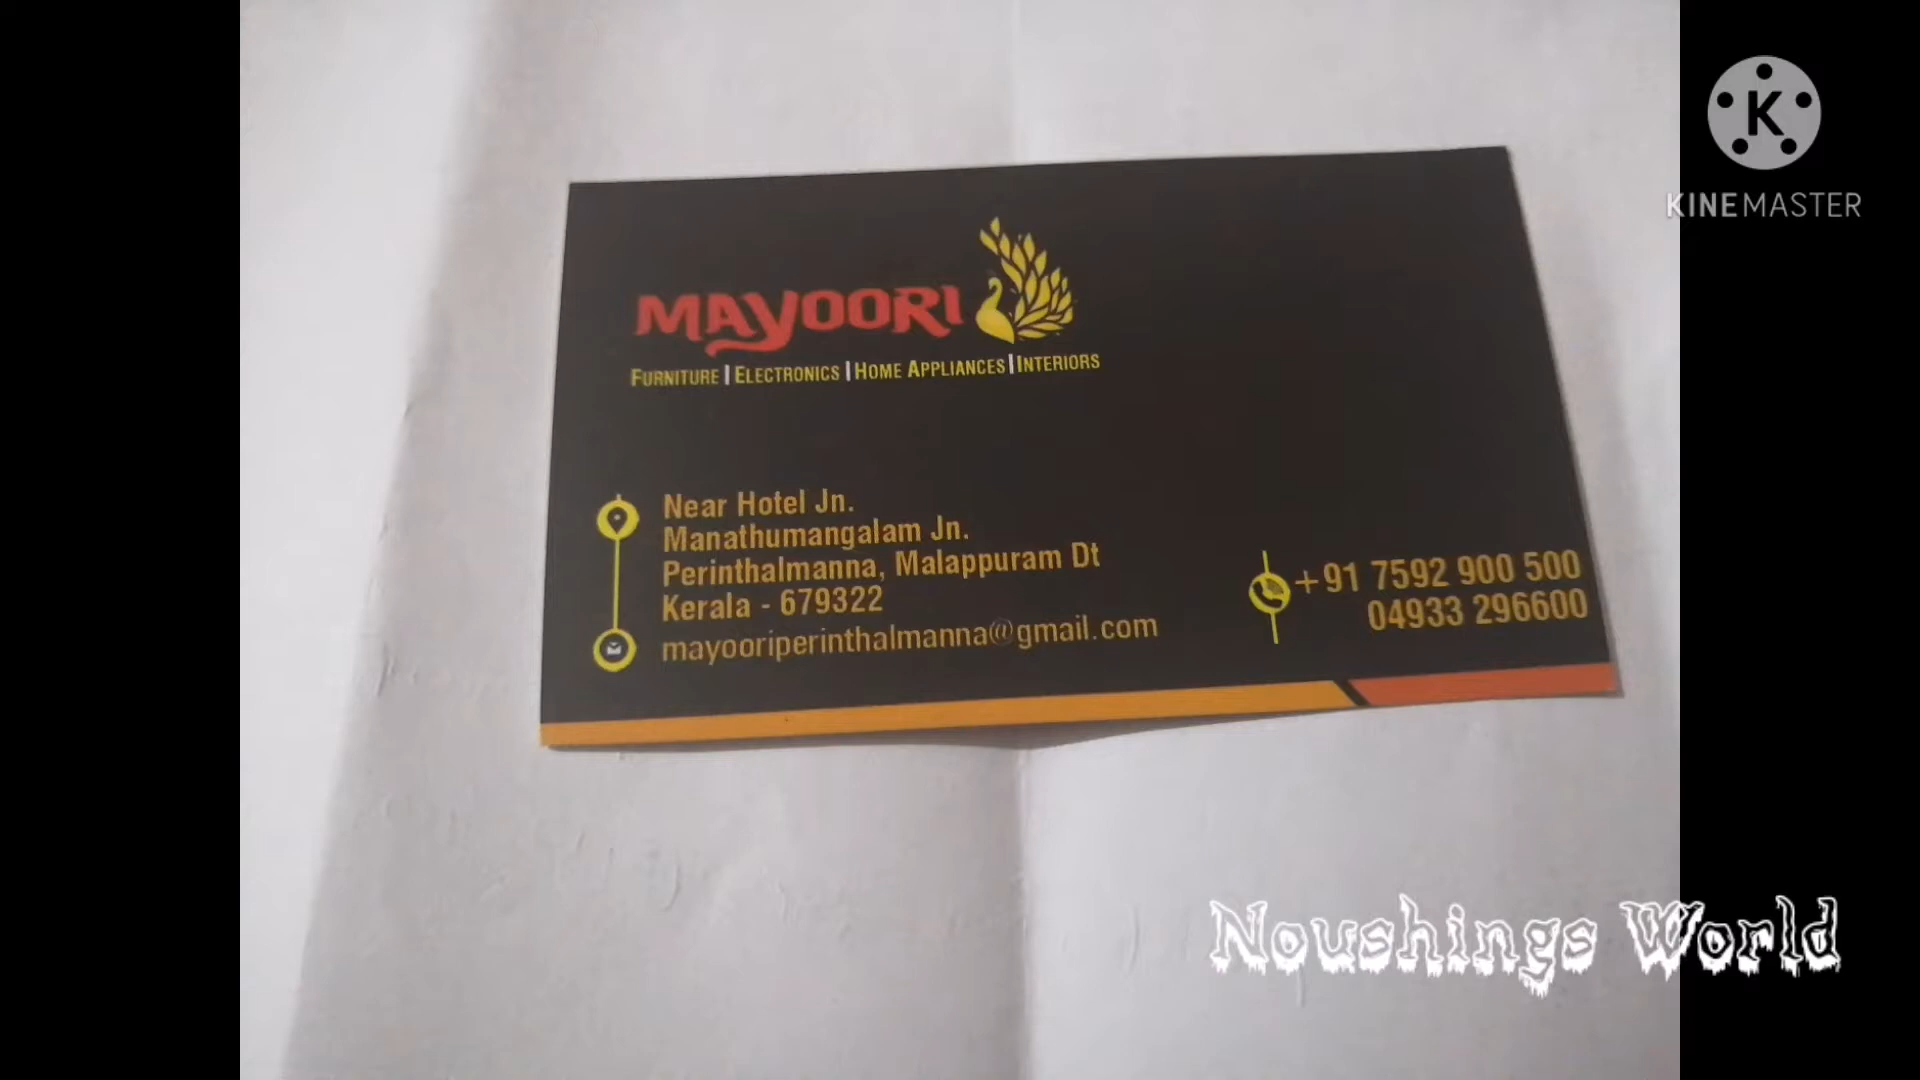 K
KINEMASTER
MAYOORI
FURNITURE | ELECTRONICS | HOME APPLIANCES | INTERIORS
Near Hotel Jn.
Manathumangalam Jn.
Perinthalmanna, Malappuram Dt
Kerala - 679322
mayooriperinthalmanna@gmail.com
+91 7592 900 500
04933 296600
Noushings World